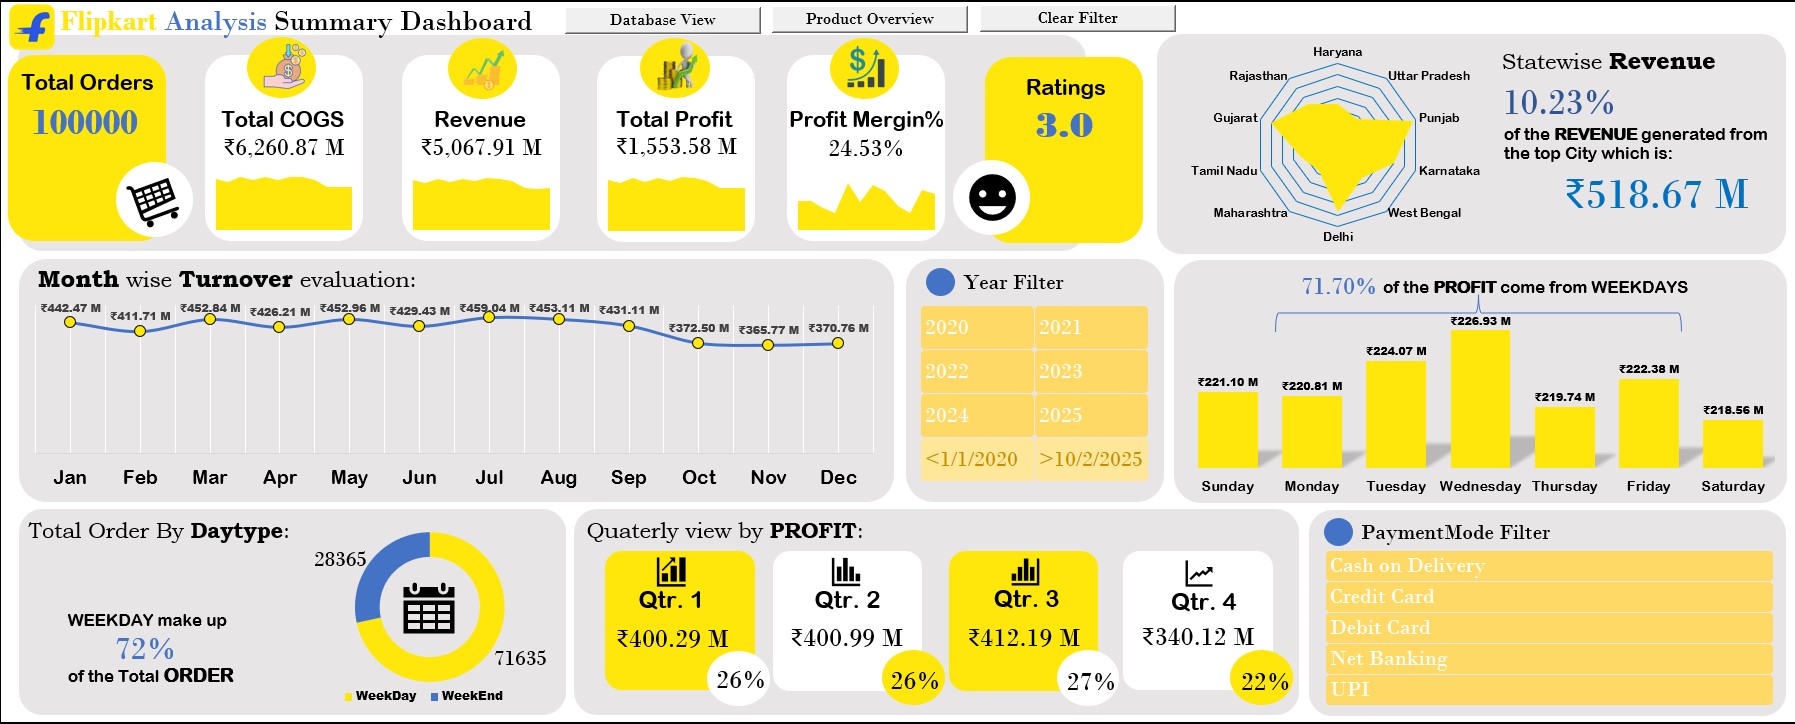 Flipkart Analysis Summary Dashboard
Database View
Product Overview
Clear Filter
Total Orders
100000
Total COGS
₹6,260.87 M
Revenue
₹5,067.91 M
Total Profit
₹1,553.58 M
Profit Mergin%
24.53%
Ratings
3.0
Haryana
Uttar Pradesh
Punjab
Karnataka
West Bengal
Delhi
Maharashtra
Tamil Nadu
Gujarat
Rajasthan
Statewise Revenue
10.23%
of the REVENUE generated from
the top City which is:
₹518.67 M
Month wise Turnover evaluation:
₹442.47 M ₹411.71 M ₹452.84 M ₹426.21 M ₹452.96 M ₹429.43 M ₹459.04 M ₹453.11 M ₹431.11 M ₹372.50 M ₹365.77 M ₹370.76 M
Jan Feb Mar Apr May Jun Jul Aug Sep Oct Nov Dec
Year Filter
2020 2021
2022 2023
2024 2025
<1/1/2020 >10/2/2025
71.70% of the PROFIT come from WEEKDAYS
₹221.10 M ₹220.81 M ₹224.07 M ₹226.93 M ₹219.74 M ₹222.38 M ₹218.56 M
Sunday Monday Tuesday Wednesday Thursday Friday Saturday
Total Order By Daytype:
28365
71635
WEEKDAY make up
72%
of the Total ORDER
WeekDay WeekEnd
Quaterly view by PROFIT:
Qtr. 1
₹400.29 M
26%
Qtr. 2
₹400.99 M
26%
Qtr. 3
₹412.19 M
27%
Qtr. 4
₹340.12 M
22%
PaymentMode Filter
Cash on Delivery
Credit Card
Debit Card
Net Banking
UPI